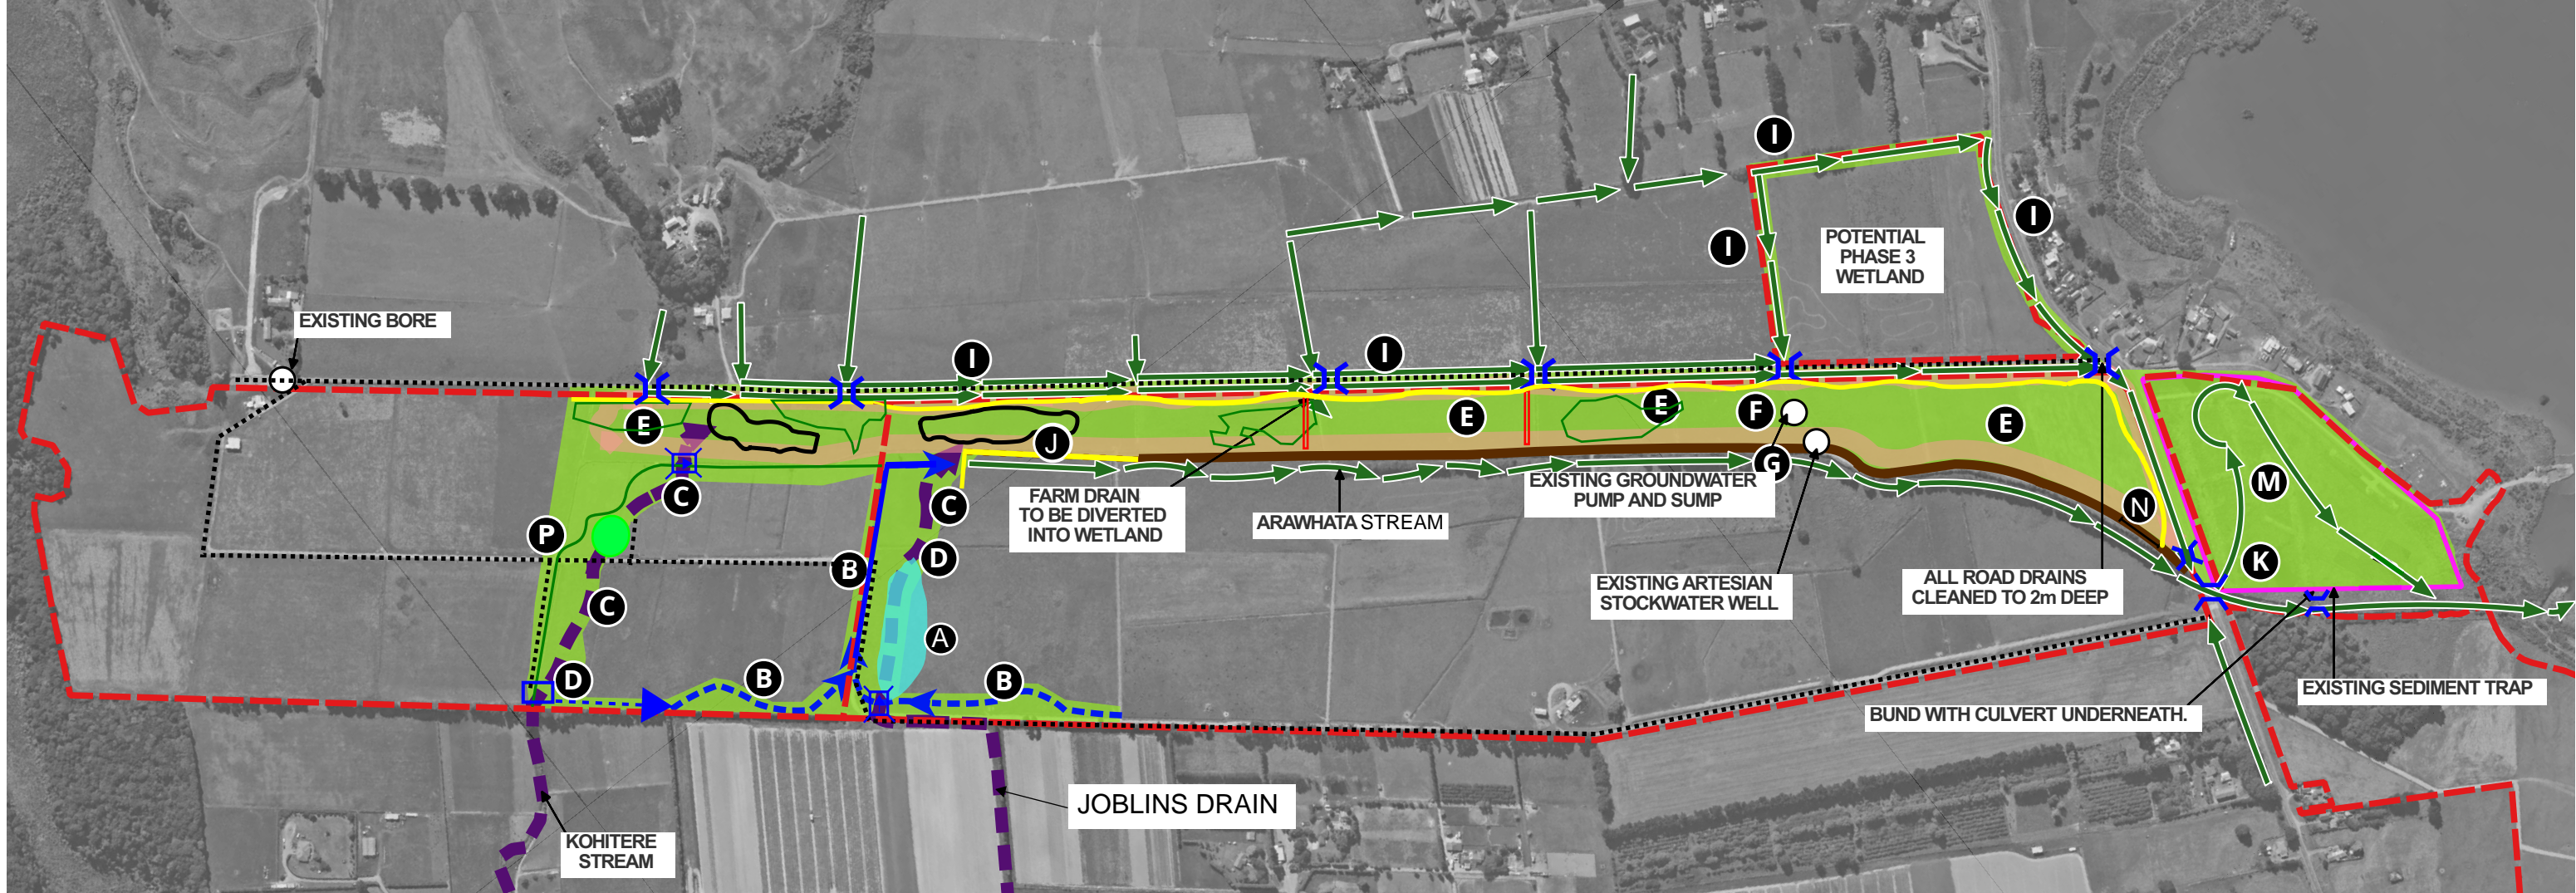 I
I
I
POTENTIAL
PHASE 3
WETLAND
EXISTING BORE
I
I
E
E
E
E
F
J
G
C
C
P
B
D
C
A
D
B
B
M
N
K
FARM DRAIN
TO BE DIVERTED
INTO WETLAND
ARAWHATA STREAM
EXISTING GROUNDWATER
PUMP AND SUMP
EXISTING ARTESIAN
STOCKWATER WELL
ALL ROAD DRAINS
CLEANED TO 2m DEEP
EXISTING SEDIMENT TRAP
BUND WITH CULVERT UNDERNEATH.
JOBLINS DRAIN
KOHITERE
STREAM